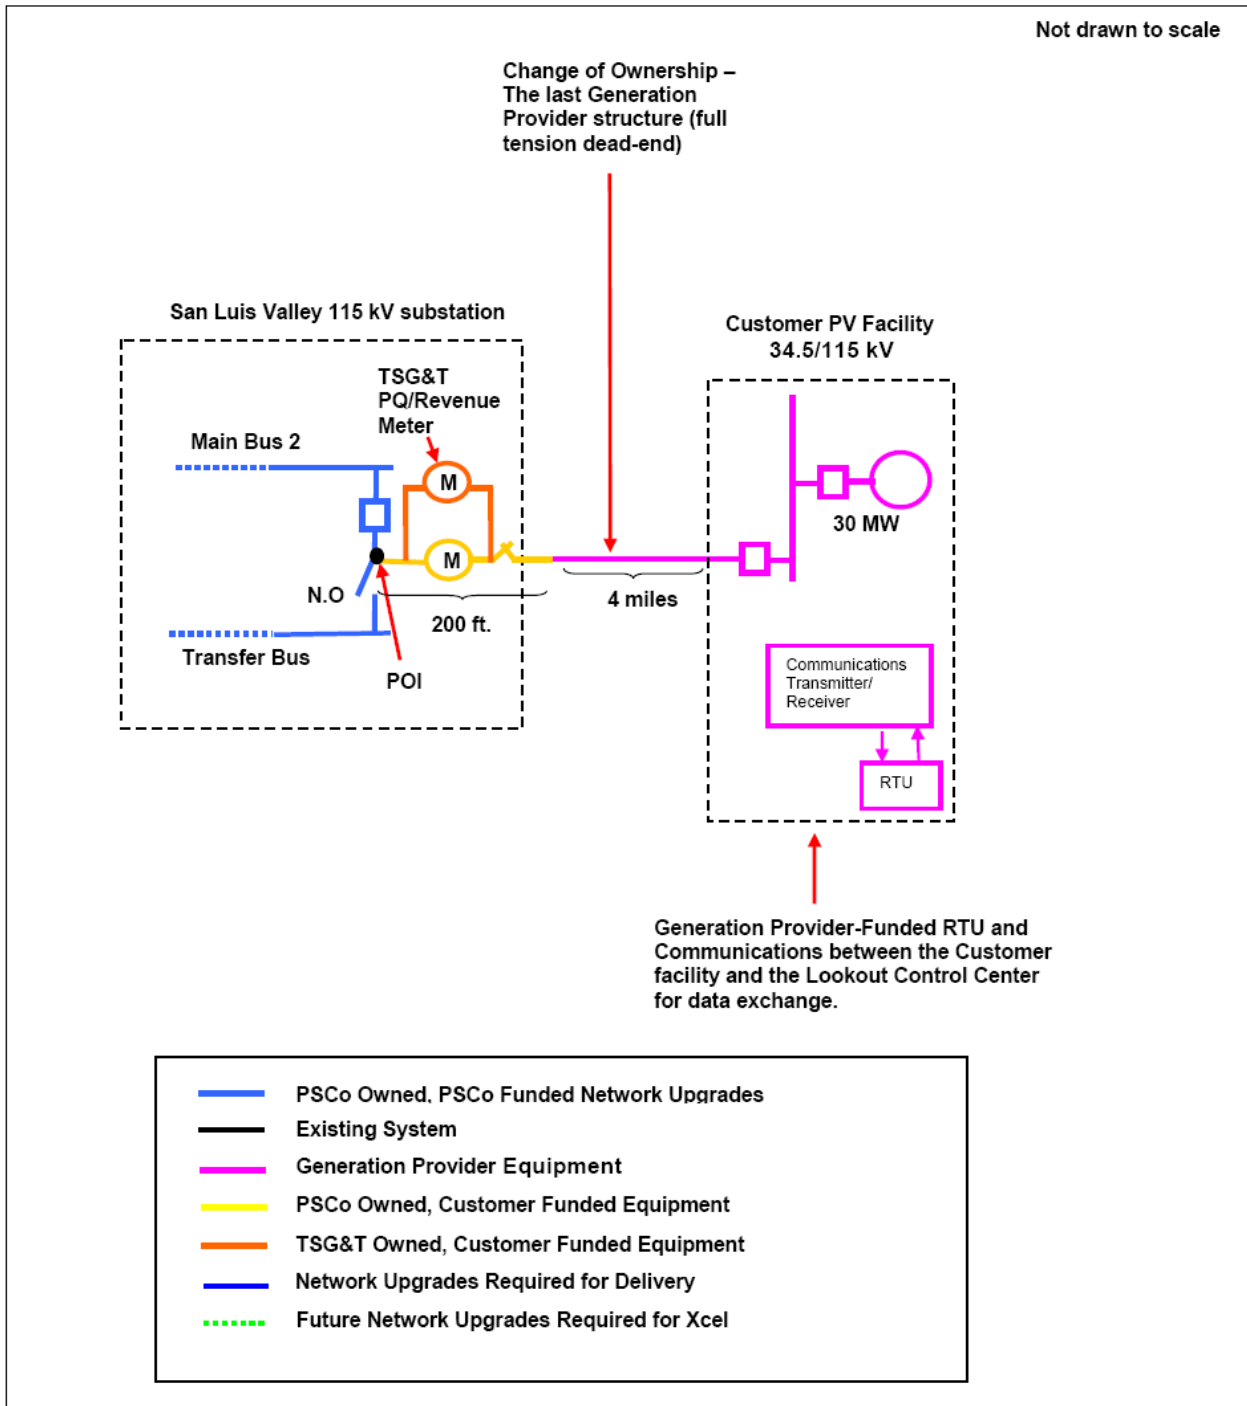 Not drawn to scale
Change of Ownership –
The last Generation
Provider structure (full
tension dead-end)
San Luis Valley 115 kV substation
Customer PV Facility
34.5/115 kV
TSG&T
PQ/Revenue
Meter
Main Bus 2
M
30 MW
M
N.O
4 miles
200 ft.
Transfer Bus
POI
Communications
Transmitter/
Receiver
RTU
Generation Provider-Funded RTU and
Communications between the Customer
facility and the Lookout Control Center
for data exchange.
PSCo Owned, PSCo Funded Network Upgrades
Existing System
Generation Provider Equipment
PSCo Owned, Customer Funded Equipment
TSG&T Owned, Customer Funded Equipment
Network Upgrades Required for Delivery
Future Network Upgrades Required for Xcel